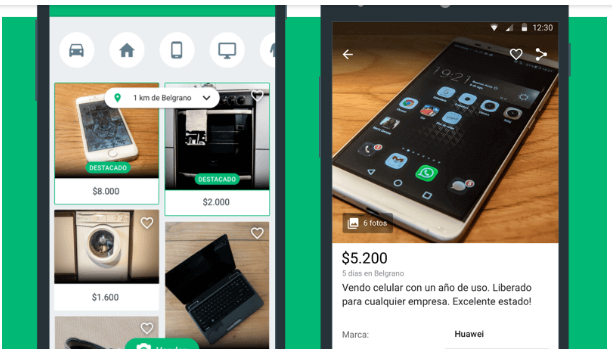 1 km de Belgrano
DESTACADO
$8.000
DESTACADO
$2.000
$1.600
12:30
19:21
6 fotos
$5.200
5 días en Belgrano
Vendo celular con un año de uso. Liberado
para cualquier empresa. Excelente estado!
Marca:
Huawei